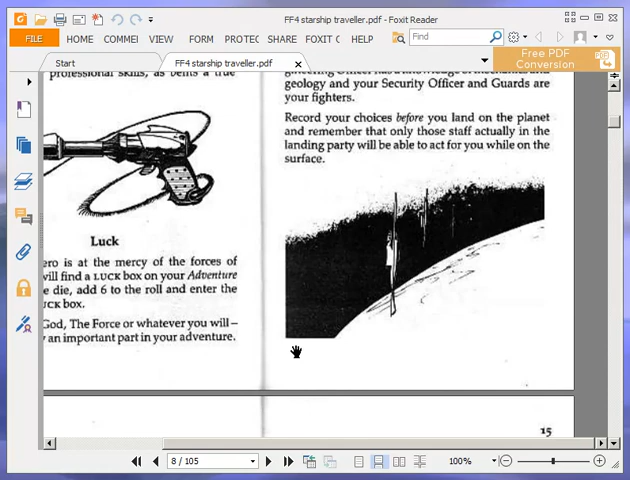 FF4 starship traveller.pdf - Foxit Reader
FILE HOME COMMEI VIEW FORM PROTEC SHARE FOXIT C HELP Find
Start FF4 starship traveller.pdf Free PDF Conversion
professional skills, as being a true
Luck
ero is at the mercy of the forces of
will find a LUCK box on your Adventure
e die, add 6 to the roll and enter the
UCK box.
God, The Force or whatever you will –
an important part in your adventure.
geology and your Security Officer and Guards are
your fighters.
Record your choices before you land on the planet
and remember that only those staff actually in the
landing party will be able to act for you while on the
surface.
15
8 / 105 100%